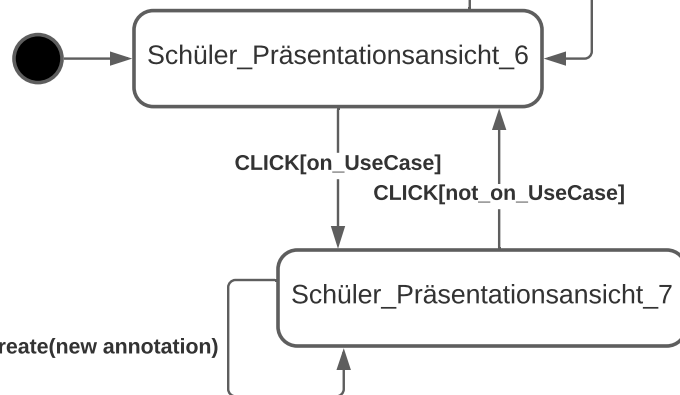 Schüler_Präsentationsansicht_6
CLICK[on_UseCase]
CLICK[not_on_UseCase]
Schüler_Präsentationsansicht_7
reate(new annotation)